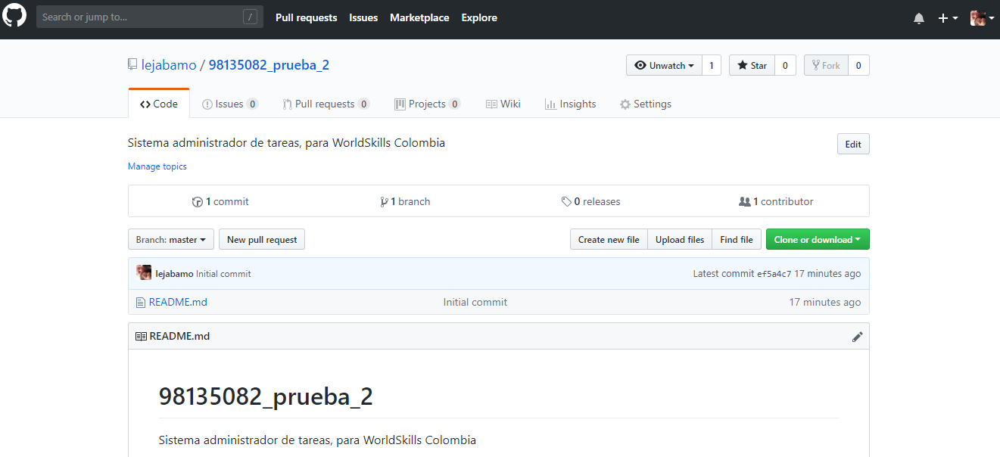 Search or jump to... / Pull requests Issues Marketplace Explore
lejabamo / 98135082_prueba_2 Unwatch 1 Star 0 Fork 0
Code Issues 0 Pull requests 0 Projects 0 Wiki Insights Settings
Sistema administrador de tareas, para WorldSkills Colombia Edit
Manage topics
1 commit 1 branch 0 releases 1 contributor
Branch: master New pull request Create new file Upload files Find file Clone or download
lejabamo Initial commit Latest commit ef5a4c7 17 minutes ago
README.md Initial commit 17 minutes ago
README.md
98135082_prueba_2
Sistema administrador de tareas, para WorldSkills Colombia